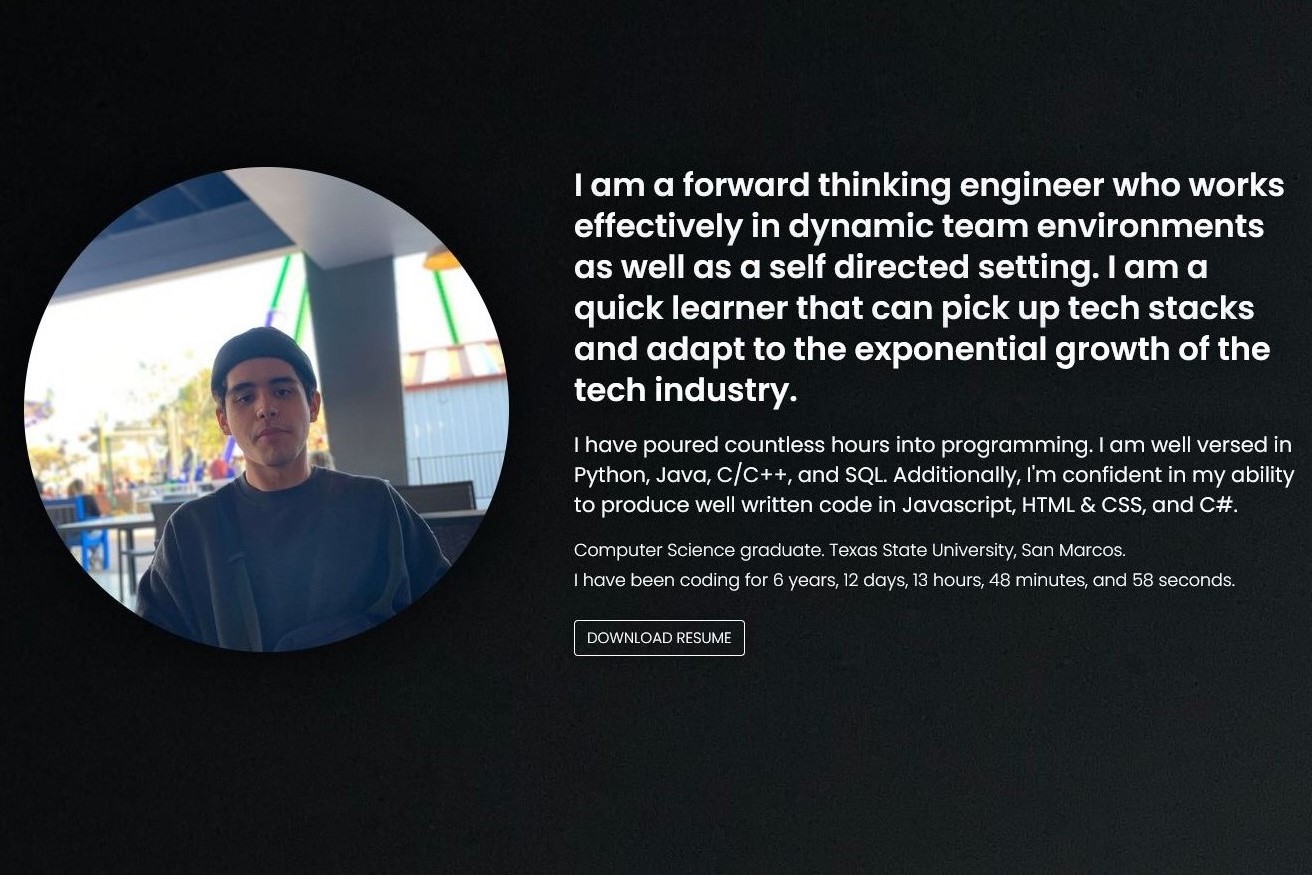 I am a forward thinking engineer who works
effectively in dynamic team environments
as well as a self directed setting. I am a
quick learner that can pick up tech stacks
and adapt to the exponential growth of the
tech industry.
I have poured countless hours into programming. I am well versed in
Python, Java, C/C++, and SQL. Additionally, I'm confident in my ability
to produce well written code in Javascript, HTML & CSS, and C#.
Computer Science graduate. Texas State University, San Marcos.
I have been coding for 6 years, 12 days, 13 hours, 48 minutes, and 58 seconds.
DOWNLOAD RESUME